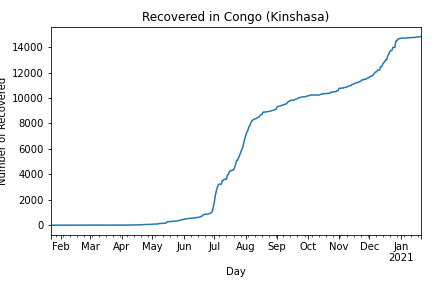 Recovered in Congo (Kinshasa)
Number of Recovered
14000
12000
10000
8000
6000
4000
2000
0
Feb Mar Apr May Jun Jul Aug Sep Oct Nov Dec Jan
2021
Day